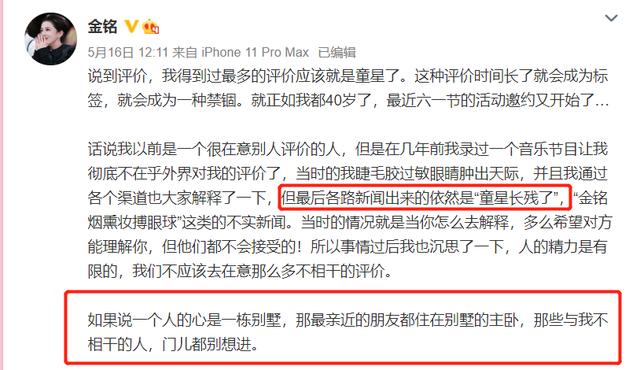 金铭
5月16日 12:11 来自 iPhone 11 Pro Max 已编辑
说到评价，我得到过最多的评价应该就是童星了。这种评价时间长了就会成为标
签，就会成为一种禁锢。就正如我都40岁了，最近六一节的活动邀约又开始了...
话说我以前是一个很在意别人评价的人，但是在几年前我录过一个音乐节目让我
彻底不在乎外界对我的评价了，当时的我睫毛胶过敏眼睛肿出天际，并且我通过
各个渠道也大家解释了一下，但最后各路新闻出来的依然是“童星长残了”，“金铭
烟熏妆搏眼球”这类的不实新闻。当时的情况就是当你怎么去解释，多么希望对方
能理解你，但他们都不会接受的！所以事情过后我也沉思了一下，人的精力是有
限的，我们不应该去在意那么多不相干的评价。
如果说一个人的心是一栋别墅，那最亲近的朋友都住在别墅的主卧，那些与我不
相干的人，门儿都别想进。